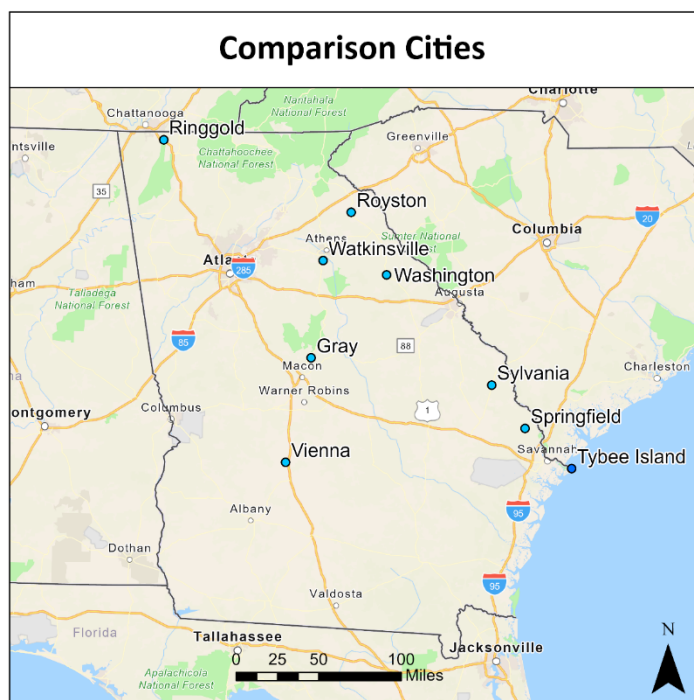 Comparison Cities
Charlotte
Nantahala
National Forest
Chattanooga
Ringgold
Greenville
Chattahoochee
National Forest
ntsville
35
Royston
Sumter National
Athens
Columbia
20
Watkinsville
Atla
285
Washington
ham
Talladega
National Forest
Augusta
85
Gray
88
Macon
Sylvania
Charleston
Warner Robins
ontgomery
Columbus
1
Springfield
Savannah
Vienna
Tybee Island
Albany
95
Dothan
95
Valdosta
Florida
Tallahassee
N
Jacksonville
Apalachicola
National Forest
0 25 50 100
Miles